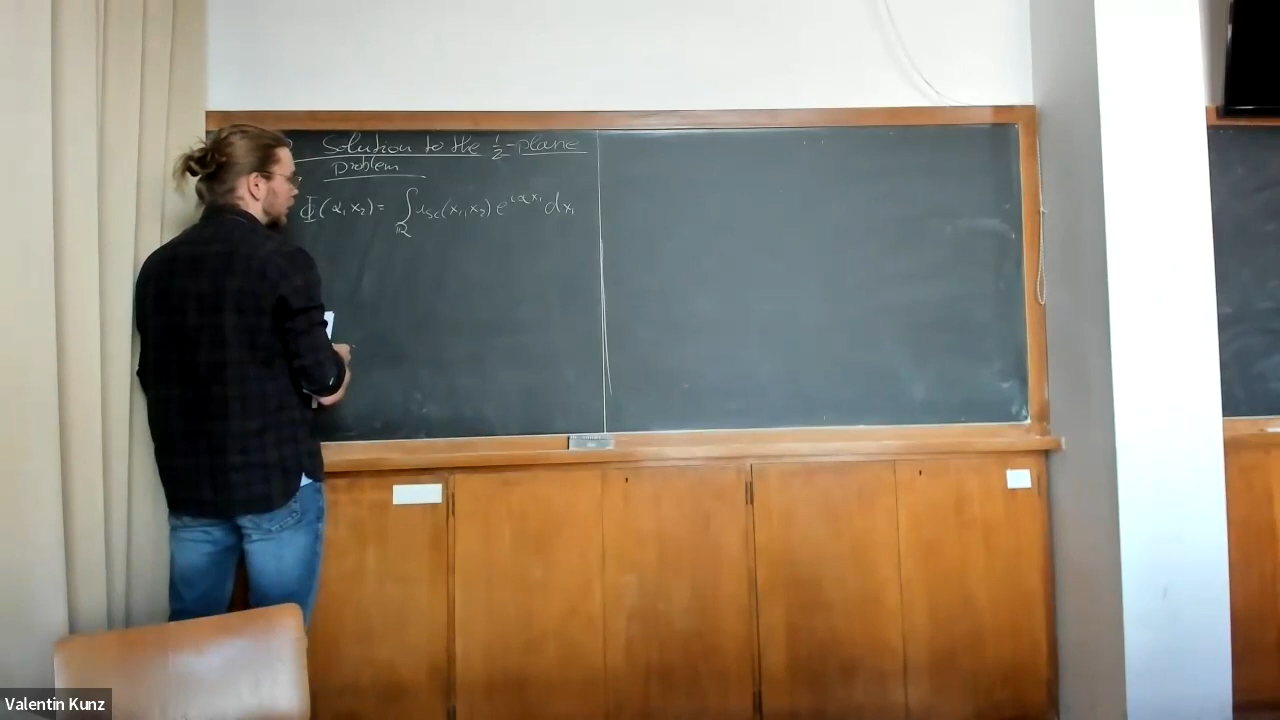 Solution to the ½-plane
Problem
Φ(α, x₂) = ∫_ℝ u_sc(x₁, x₂) e^{iαx₁} dx₁
Valentin Kunz